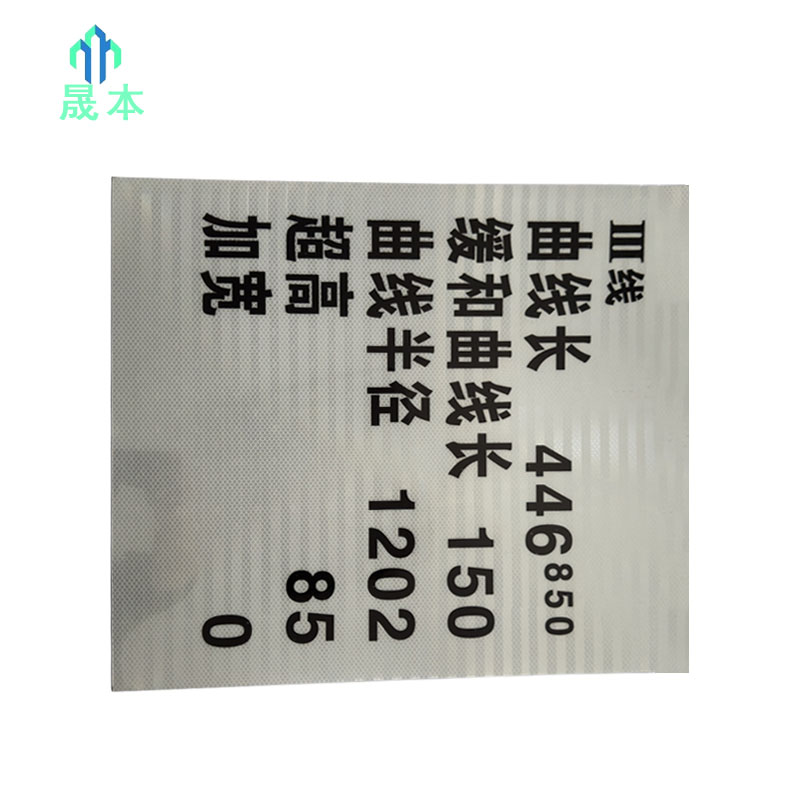 晟本
III线
曲线长 446850
缓和曲线长 150
曲线半径 1202
超高 85
加宽 0